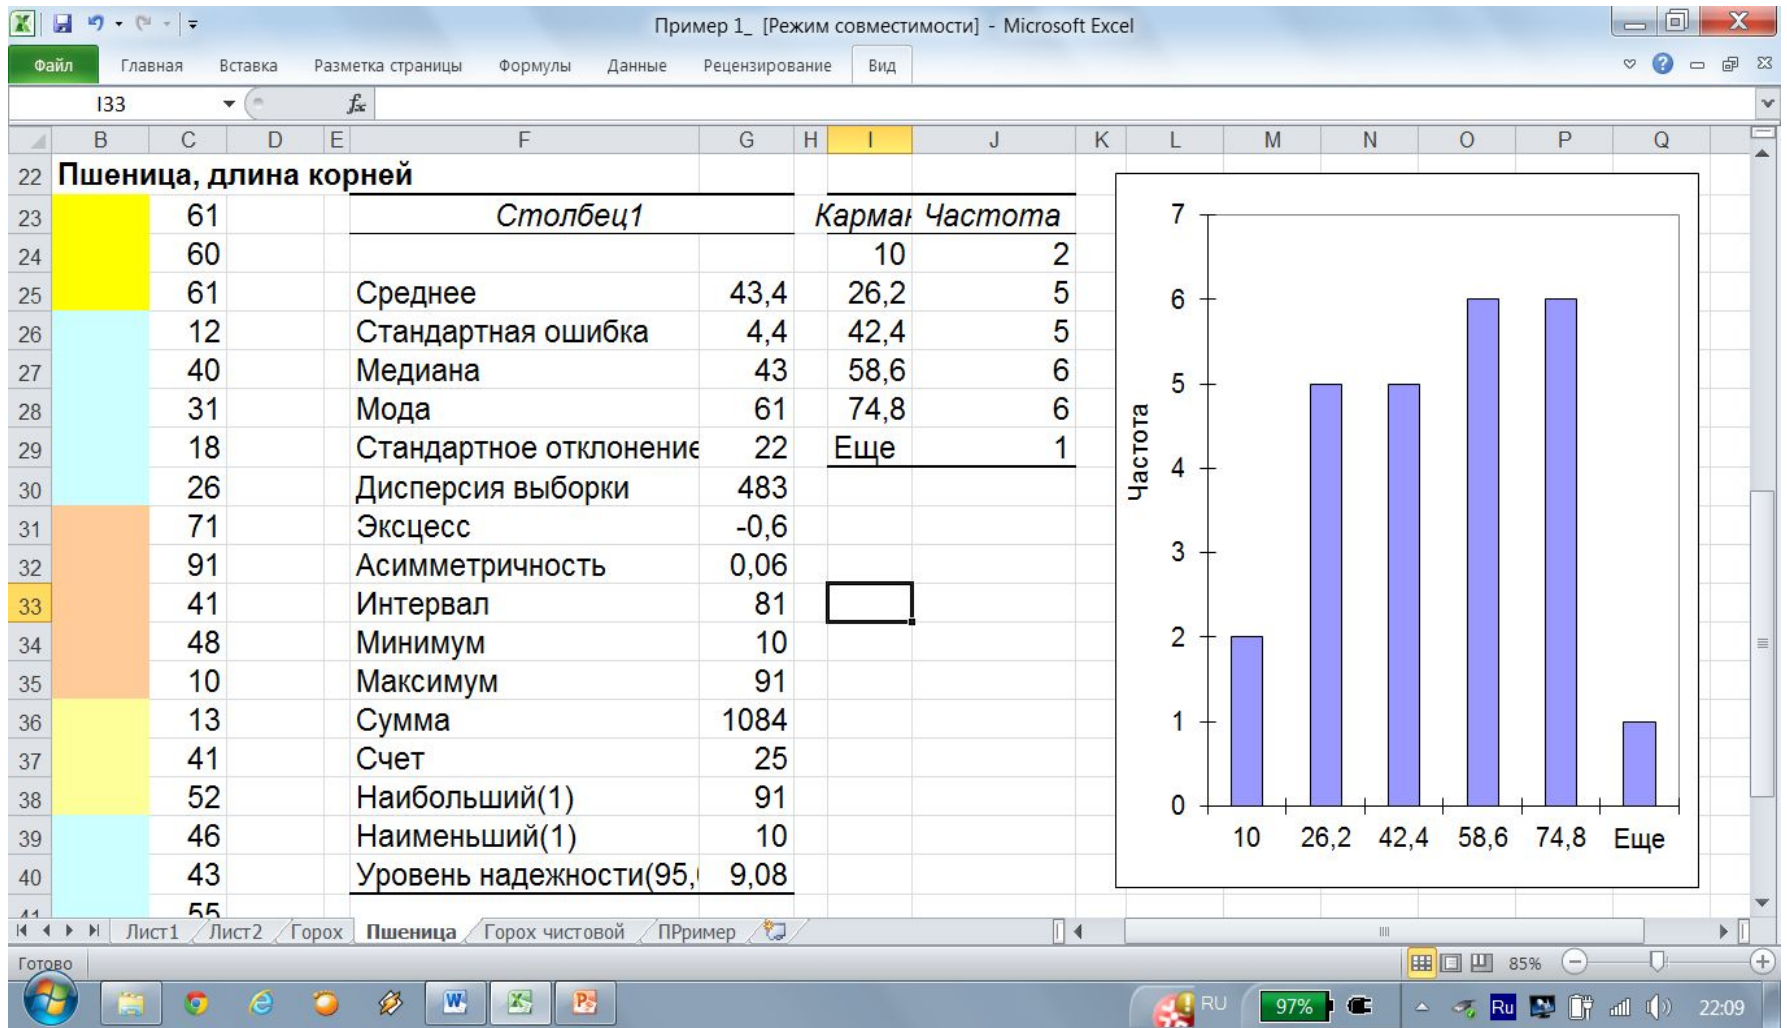 Пример 1_ [Режим совместимости] - Microsoft Excel
Файл Главная Вставка Разметка страницы Формулы Данные Рецензирование Вид
I33 fx
B C D E F G H I J K L M N O P Q
22 Пшеница, длина корней
23 61 Столбец1 Карман Частота
24 60 10 2
25 61 Среднее 43,4 26,2 5
26 12 Стандартная ошибка 4,4 42,4 5
27 40 Медиана 43 58,6 6
28 31 Мода 61 74,8 6
29 18 Стандартное отклонение 22 Еще 1
30 26 Дисперсия выборки 483
31 71 Эксцесс -0,6
32 91 Асимметричность 0,06
33 41 Интервал 81
34 48 Минимум 10
35 10 Максимум 91
36 13 Сумма 1084
37 41 Счет 25
38 52 Наибольший(1) 91
39 46 Наименьший(1) 10
40 43 Уровень надежности(95, 9,08
41 55
7
6
5
4
3
2
1
0
Частота
10 26,2 42,4 58,6 74,8 Еще
Лист1 Лист2 Горох Пшеница Горох чистовой ПРример
Готово 85%
RU 97% Ru 22:09